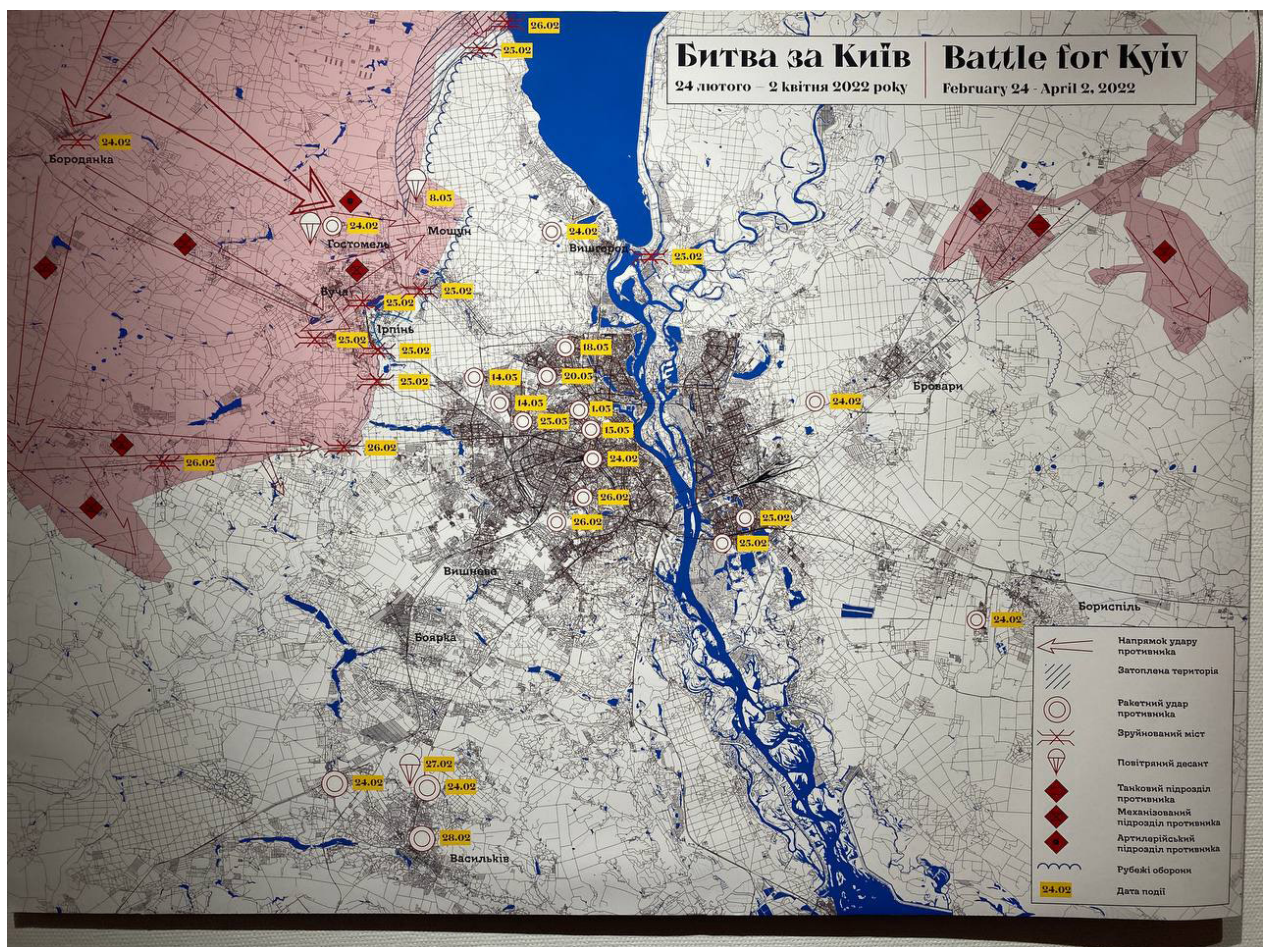 Битва за Київ
24 лютого – 2 квітня 2022 року
Battle for Kyiv
February 24 - April 2, 2022
26.02
25.02
24.02
Бородянка
8.03
24.02
Гостомель
Мощун
24.02
Вишгород
25.02
Буча
25.02
25.02
Ірпінь
25.02
25.02
25.02
18.03
14.03
20.03
14.03
1.03
23.03
15.03
24.02
Бровари
24.02
26.02
26.02
26.02
26.02
25.02
25.02
Вишневе
Боярка
24.02
Бориспіль
27.02
24.02
24.02
28.02
Васильків
Напрямок удару
противника
Затоплена територія
Ракетний удар
противника
Зруйнований міст
Повітряний десант
Танковий підрозділ
противника
Механізований
підрозділ противника
Артилерійський
підрозділ противника
Рубежі оборони
24.02
Дата події